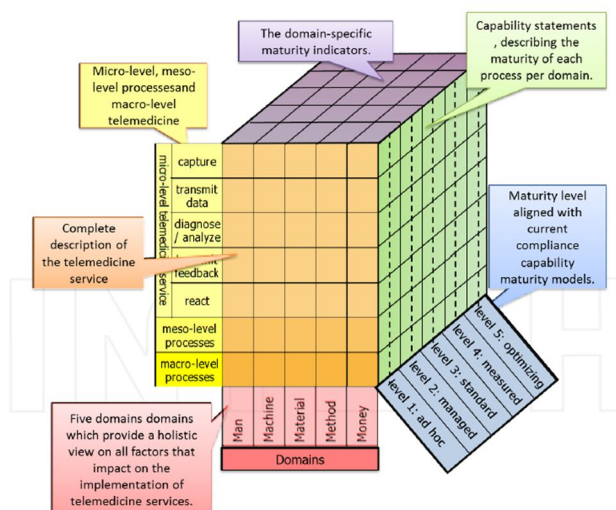 The domain-specific
maturity indicators.
Capability statements
, describing the
maturity of each
process per domain.
Micro-level, meso-
level processesand
macro-level
telemedicine
micro-level telemedicine service
capture
transmit
data
diagnose
/ analyze
feedback
react
meso-level
processes
macro-level
processes
Complete
description of
the telemedicine
service
Maturity level
aligned with
current
compliance
capability
maturity models.
level 5: optimizing
level 4: measured
level 3: standard
level 2: managed
level 1: ad hoc
Five domains domains
which provide a holistic
view on all factors that
impact on the
implementation of
telemedicine services.
Man
Machine
Material
Method
Money
Domains